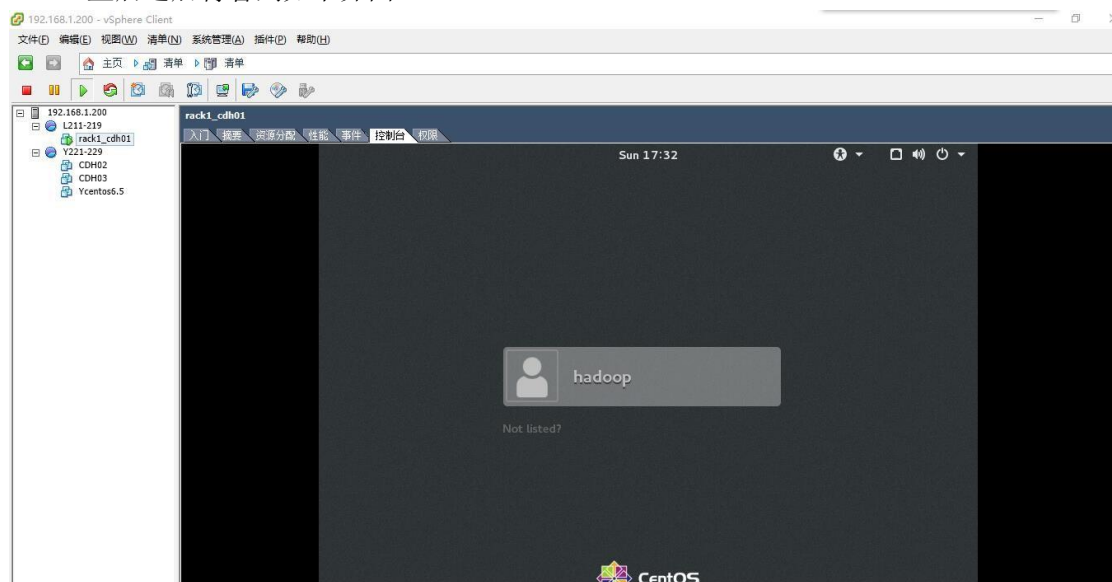 192.168.1.200 - vSphere Client
文件(F) 编辑(E) 视图(W) 清单(N) 系统管理(A) 插件(P) 帮助(H)
主页 清单 清单
192.168.1.200
L211-219
rack1_cdh01
Y221-229
CDH02
CDH03
Ycentos6.5
rack1_cdh01
入门 摘要 资源分配 性能 事件 控制台 权限
Sun 17:32
hadoop
Not listed?
CentOS